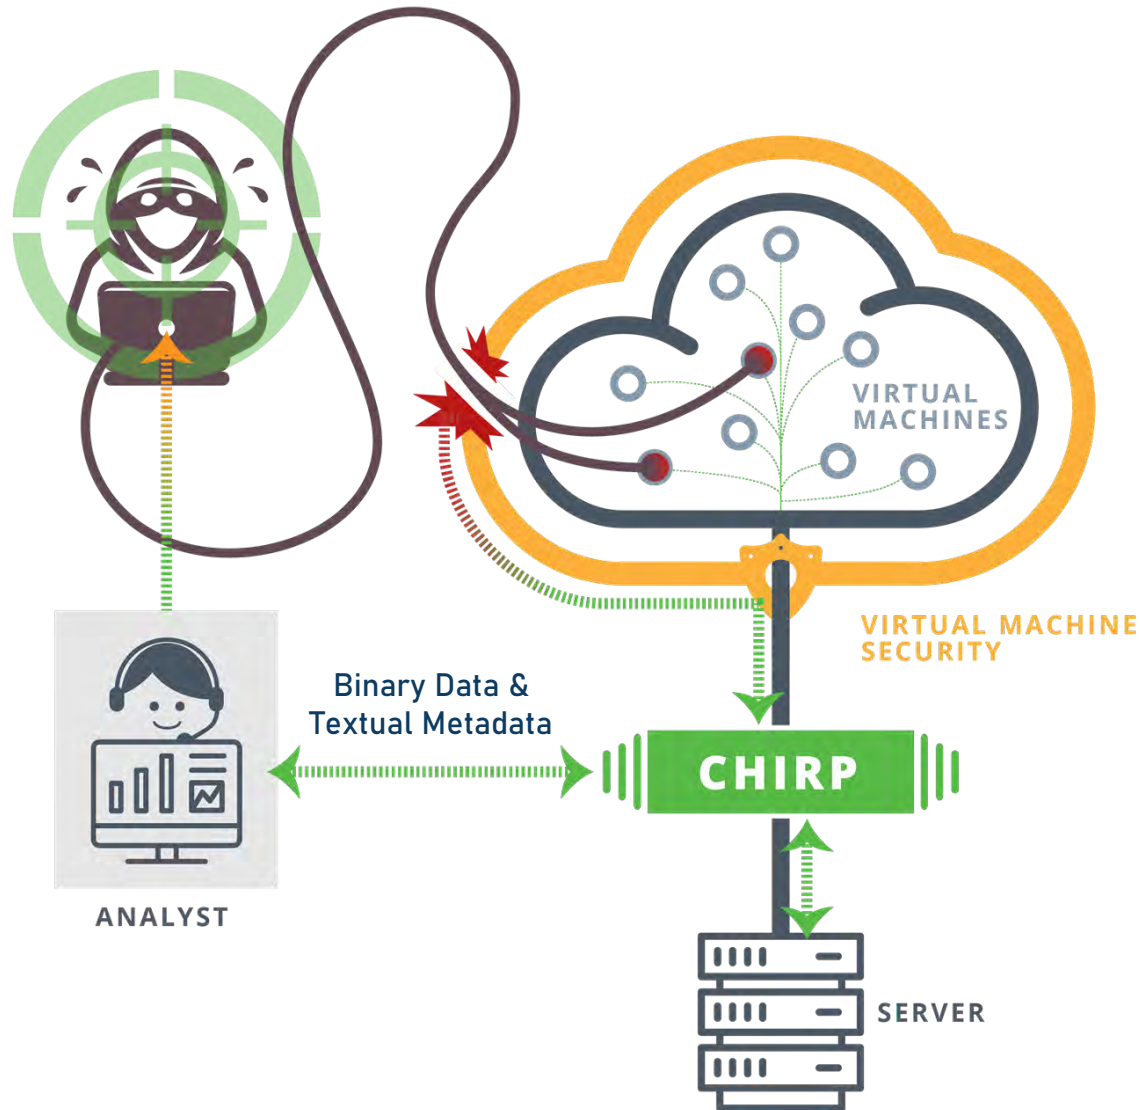 VIRTUAL
MACHINES
VIRTUAL MACHINE
SECURITY
Binary Data &
Textual Metadata
CHIRP
ANALYST
SERVER